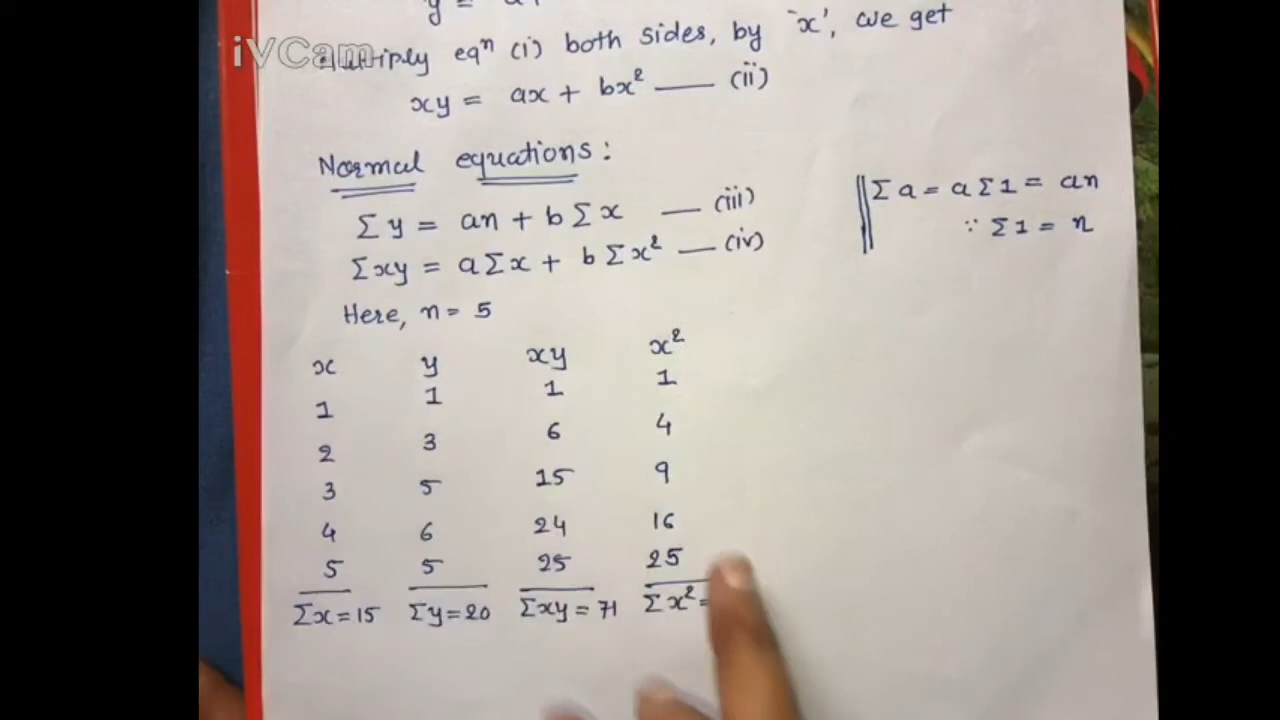 y =
iVCam
Multiply eqⁿ (i) both sides, by 'x', we get
xy = ax + bx² — (ii)
Normal equations:
Σy = an + bΣx — (iii)
Σxy = aΣx + bΣx² — (iv)
Σa = aΣ1 = an
∵ Σ1 = n
Here, n = 5
x y xy x²
1 1 1 1
2 3 6 4
3 5 15 9
4 6 24 16
5 5 25 25
Σx = 15 Σy = 20 Σxy = 71 Σx² =